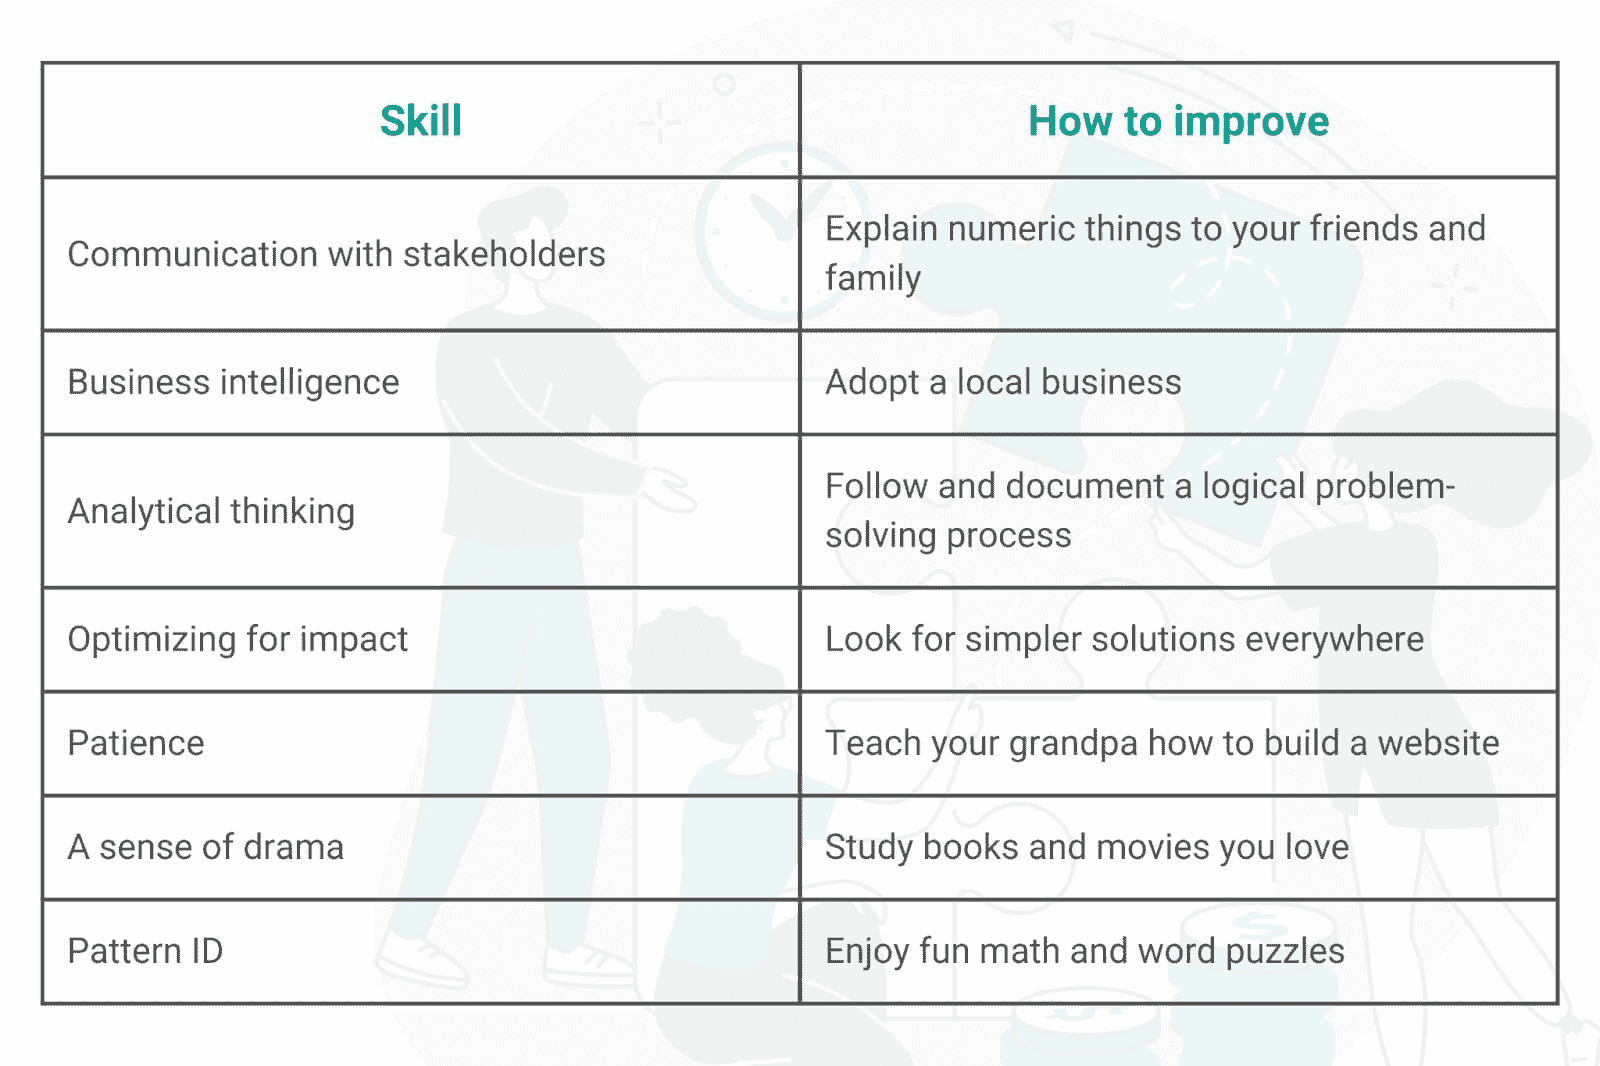 Skill
How to improve
Communication with stakeholders
Explain numeric things to your friends and
family
Business intelligence
Adopt a local business
Analytical thinking
Follow and document a logical problem-
solving process
Optimizing for impact
Look for simpler solutions everywhere
Patience
Teach your grandpa how to build a website
A sense of drama
Study books and movies you love
Pattern ID
Enjoy fun math and word puzzles
$